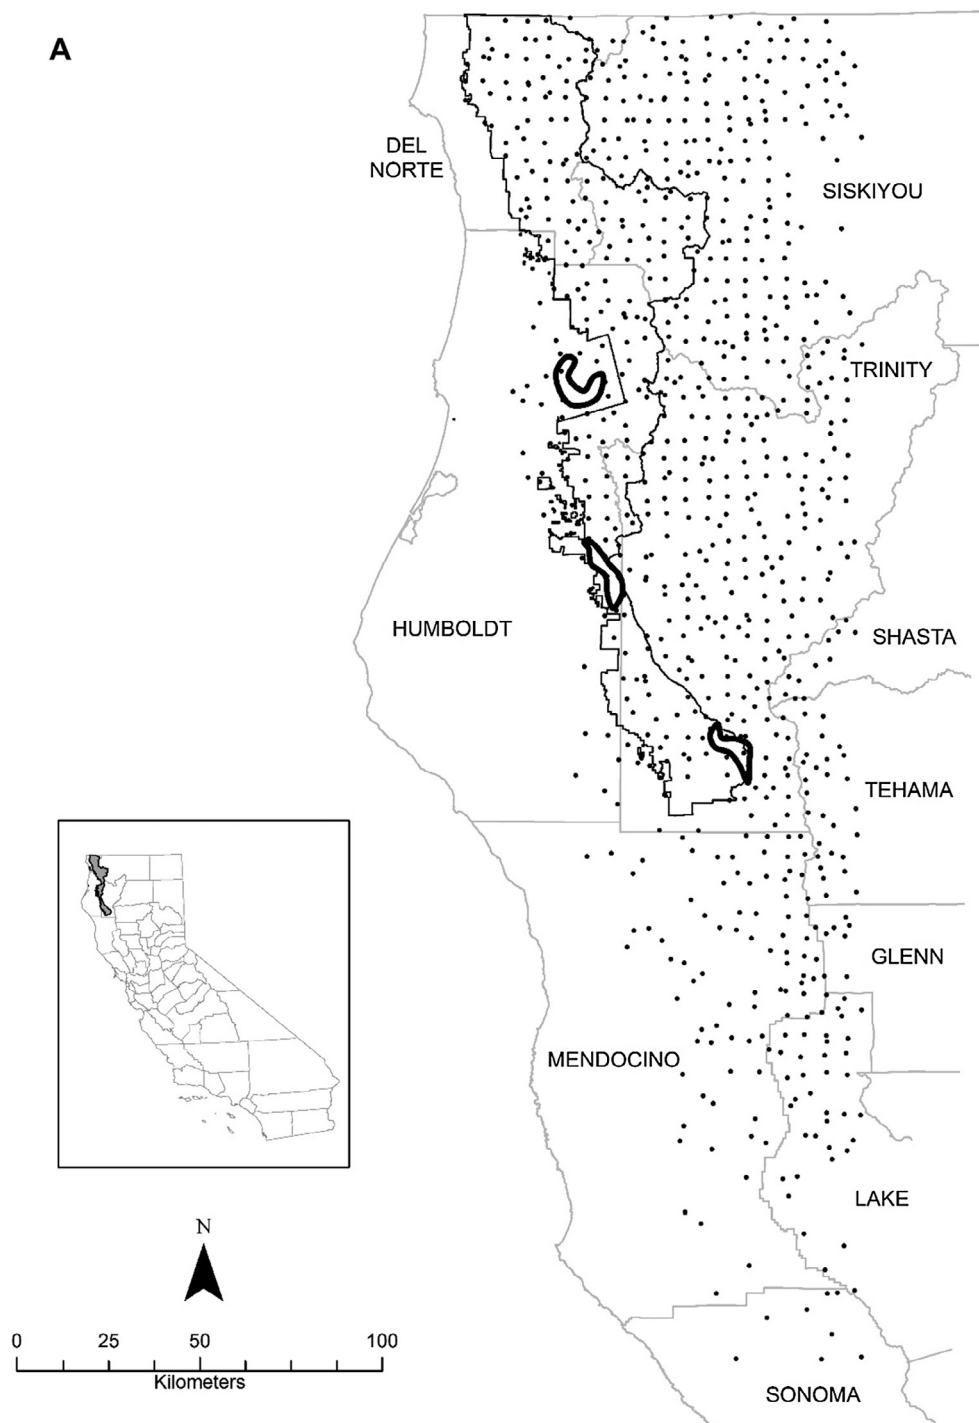 A
DEL
NORTE
SISKIYOU
TRINITY
HUMBOLDT
SHASTA
TEHAMA
GLENN
MENDOCINO
LAKE
N
0 25 50 100
Kilometers
SONOMA